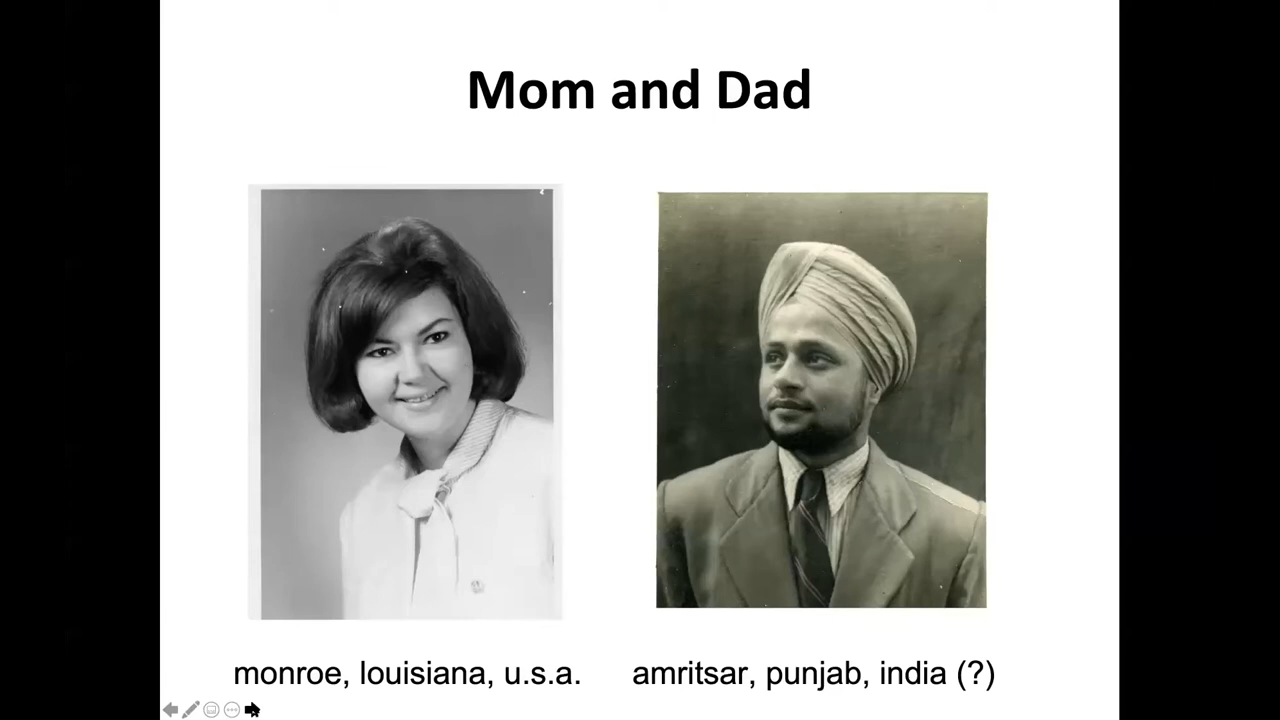 Mom and Dad
monroe, louisiana, u.s.a.
amritsar, punjab, india (?)